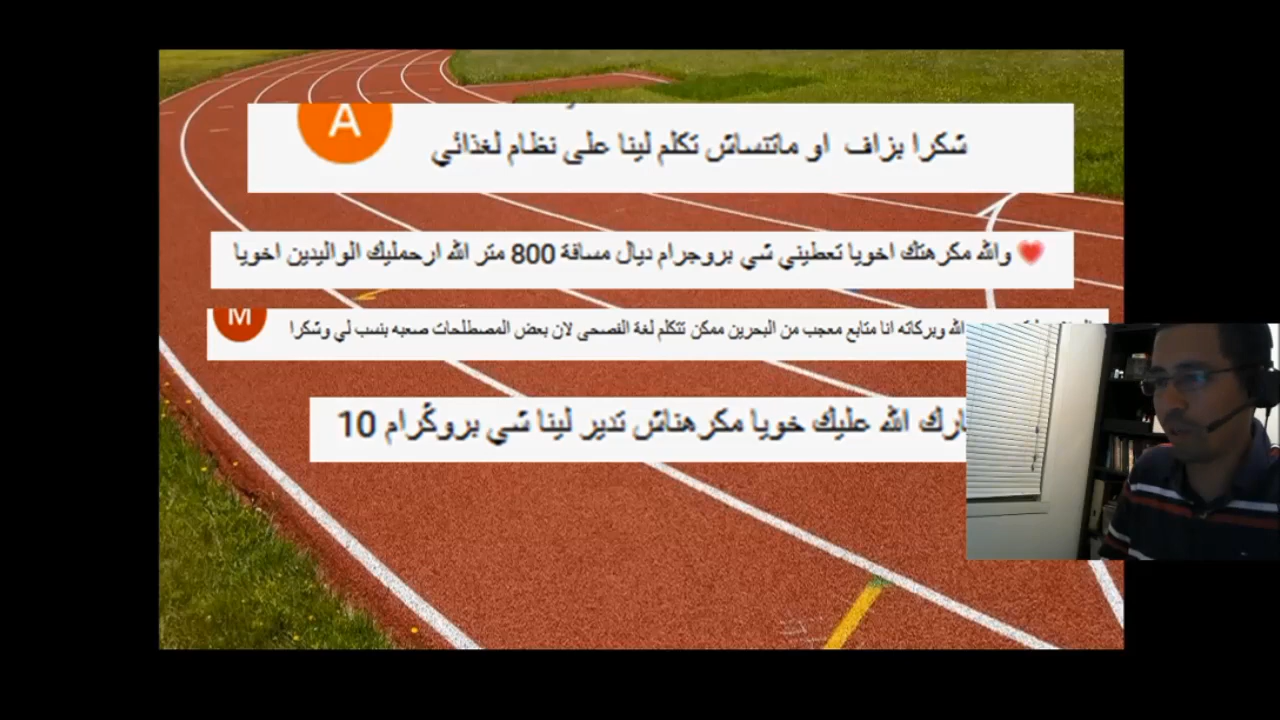 A
شكرا بزاف او ماتنساش تكلم لينا على نظام لغذائي
❤ والله مكرهتك اخويا تعطيني شي بروجرام ديال مسافة 800 متر الله ارحمليك الواليدين اخويا
M
الله وبركاته انا متابع معجب من البحرين ممكن تتكلم لغة الفصحى لان بعض المصطلحات صعبه بنسب لي وشكرا
الله عليك خويا مكرهناش تدير لينا شي بروگرام 10